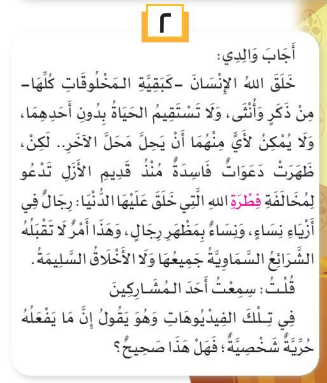 ٢
أَجَابَ وَالِدِي:
خَلَقَ اللهُ الإِنْسَانَ -كَبَقِيَّةِ الـمَخْلُوقَاتِ كُلِّهَا-
مِنْ ذَكَرٍ وَأُنْثَى، وَلَا تَسْتَقِيمُ الحَيَاةُ بِدُونِ أَحَدِهِمَا،
وَلَا يُمْكِنُ لِأَيٍّ مِنْهُمَا أَنْ يَحِلَّ مَحَلَّ الآخَرِ.. لَكِنْ،
ظَهَرَتْ دَعَوَاتٌ فَاسِدَةٌ مُنْذُ قَدِيمِ الأَزَلِ تَدْعُو
لِمُخَالَفَةِ فِطْرَةِ اللهِ الَّتِي خَلَقَ عَلَيْهَا الدُّنْيَا: رِجَالٌ فِي
أَزْيَاءِ نِسَاءٍ، وَنِسَاءٌ بِمَظْهَرِ رِجَالٍ، وَهَذَا أَمْرٌ لَا تَقْبَلُهُ
الشَّرَائِعُ السَّمَاوِيَّةُ جَمِيعُهَا وَلَا الأَخْلَاقُ السَّلِيمَةُ.
قُلْتُ: سِمِعْتُ أَحَدَ المُشَارِكِينَ
فِي تِـلْكَ الفِيدْيُوهَاتِ وَهُوَ يَقُولُ إِنَّ مَا يَفْعَلُهُ
حُرِّيَّةٌ شَخْصِيَّةٌ؛ فَهَلْ هَذَا صَحِيحٌ؟